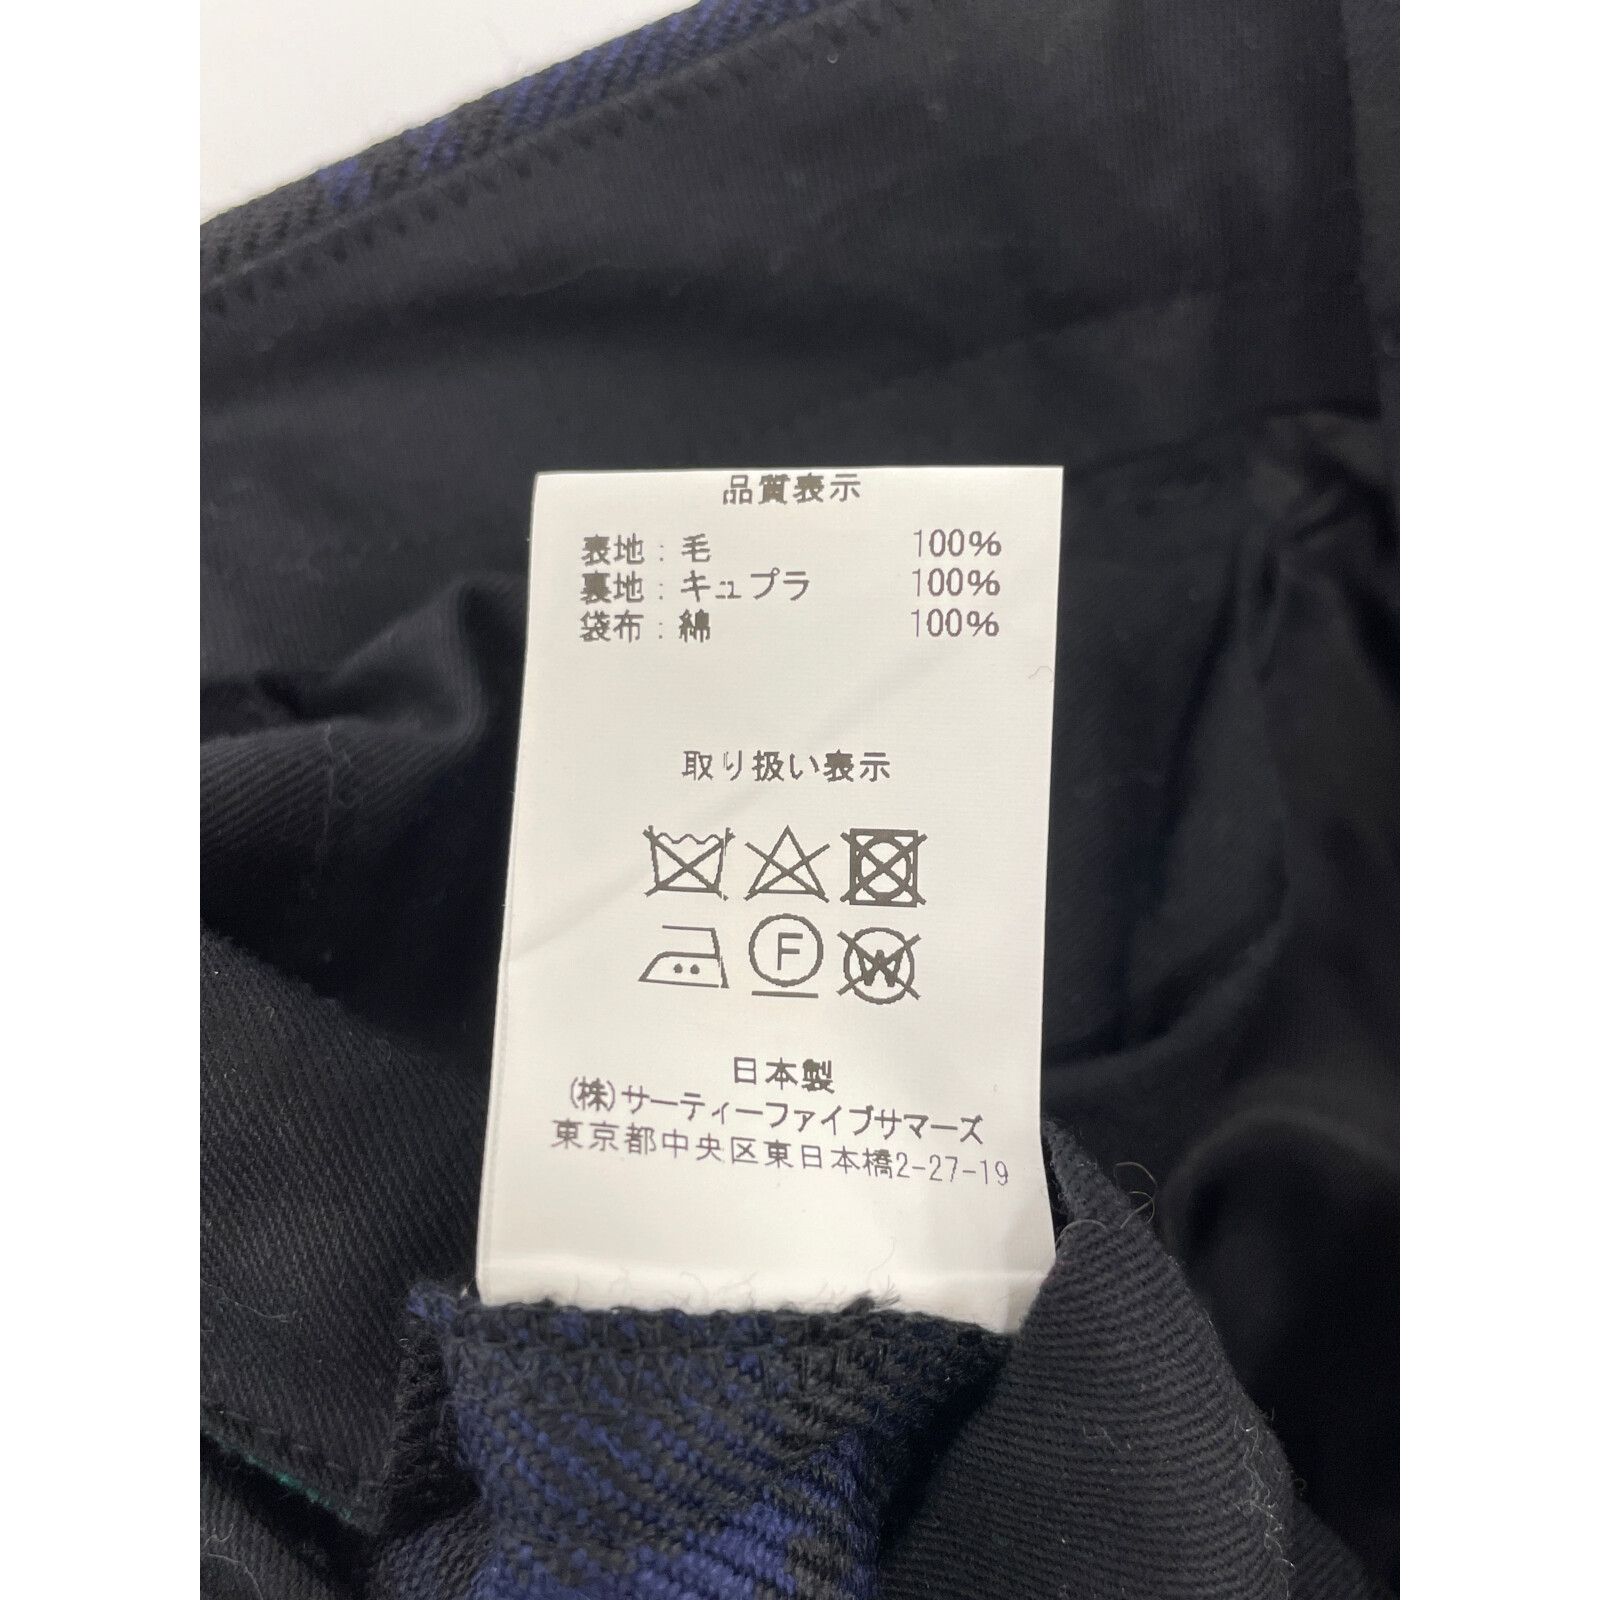 品質表示
表地:毛 100%
裏地:キュプラ 100%
袋布:綿 100%
取り扱い表示
F
W
日本製
(株)サーティーファイブサマーズ
東京都中央区東日本橋2-27-19